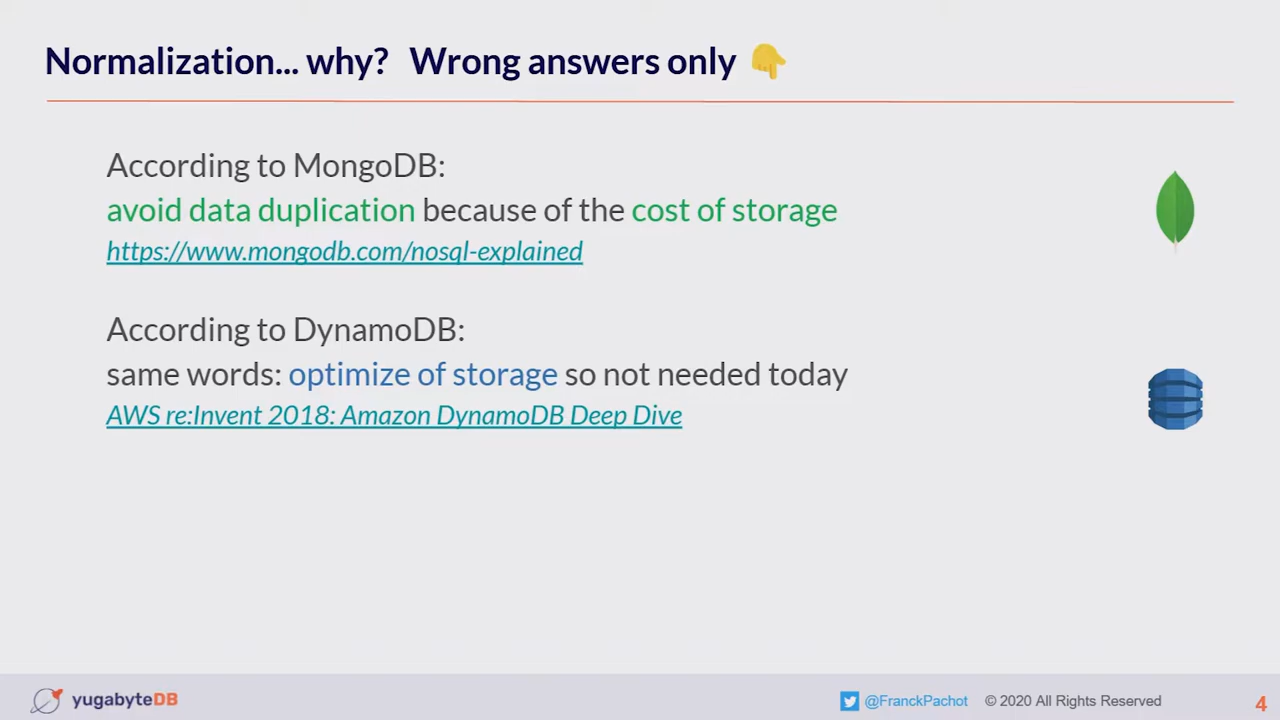 Normalization... why? Wrong answers only 👇
According to MongoDB:
avoid data duplication because of the cost of storage
https://www.mongodb.com/nosql-explained
According to DynamoDB:
same words: optimize of storage so not needed today
AWS re:Invent 2018: Amazon DynamoDB Deep Dive
yugabyteDB
@FranckPachot © 2020 All Rights Reserved
4